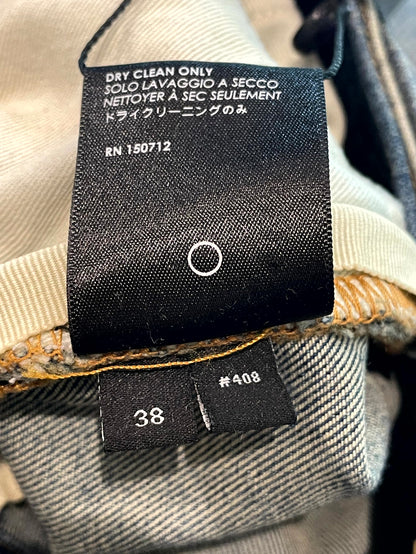 DRY CLEAN ONLY
SOLO LAVAGGIO A SECCO
NETTOYER À SEC SEULEMENT
ドライクリーニングのみ
RN 150712
38
#408